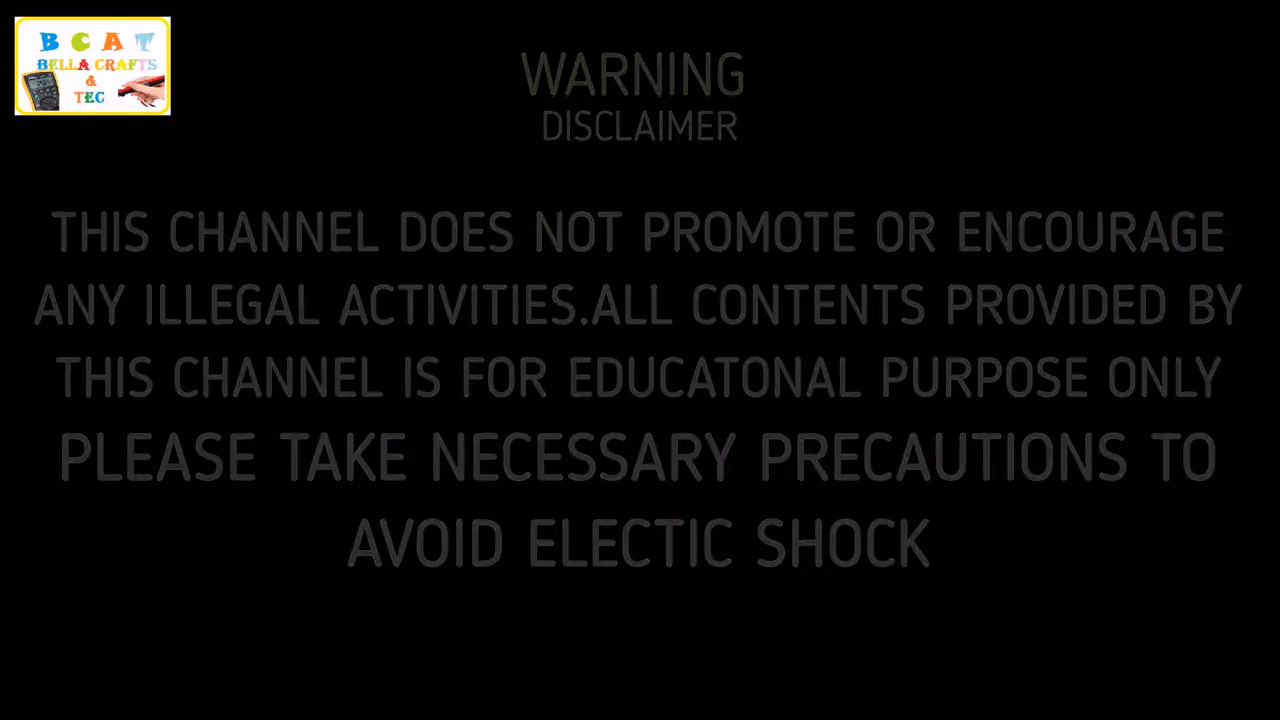 B C A T
BELLA CRAFTS
&
TEC
WARNING
DISCLAIMER
THIS CHANNEL DOES NOT PROMOTE OR ENCOURAGE
ANY ILLEGAL ACTIVITIES.ALL CONTENTS PROVIDED BY
THIS CHANNEL IS FOR EDUCATONAL PURPOSE ONLY
PLEASE TAKE NECESSARY PRECAUTIONS TO
AVOID ELECTIC SHOCK